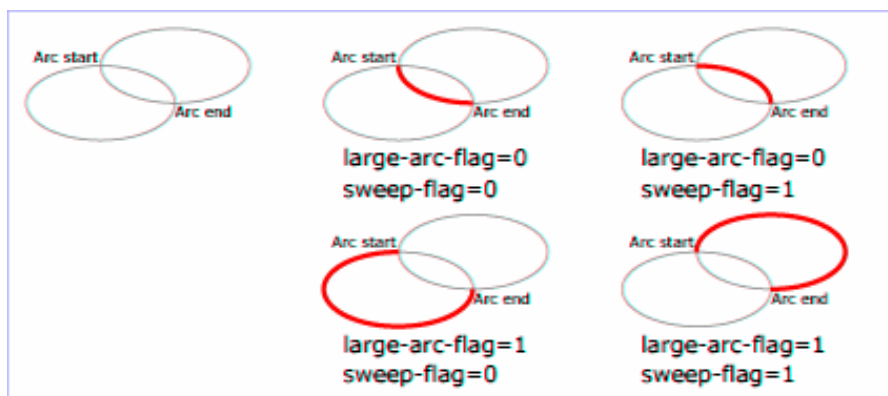 Arc start
Arc end
Arc start
Arc end
large-arc-flag=0
sweep-flag=0
Arc start
Arc end
large-arc-flag=0
sweep-flag=1
Arc start
Arc end
large-arc-flag=1
sweep-flag=0
Arc start
Arc end
large-arc-flag=1
sweep-flag=1